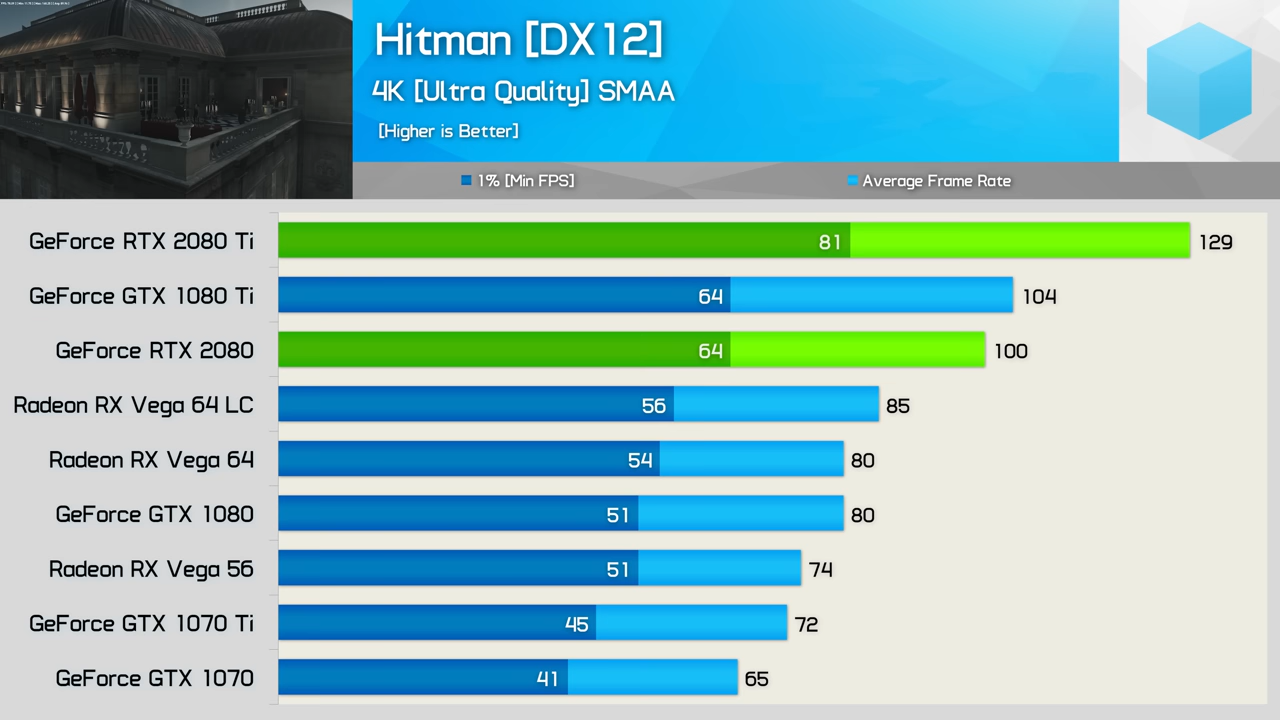 Hitman [DX12]
4K [Ultra Quality] SMAA
[Higher is Better]
1% [Min FPS] Average Frame Rate
GeForce RTX 2080 Ti 81 129
GeForce GTX 1080 Ti 64 104
GeForce RTX 2080 64 100
Radeon RX Vega 64 LC 56 85
Radeon RX Vega 64 54 80
GeForce GTX 1080 51 80
Radeon RX Vega 56 51 74
GeForce GTX 1070 Ti 45 72
GeForce GTX 1070 41 65